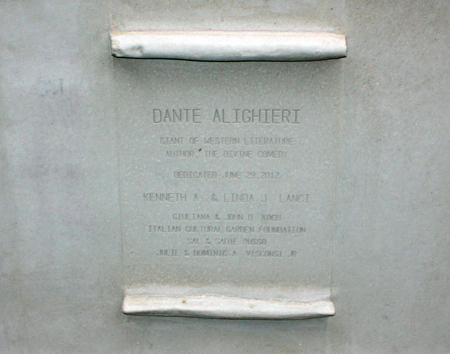 DANTE ALIGHIERI
GIANT OF WESTERN LITERATURE
AUTHOR, THE DIVINE COMEDY
DEDICATED JUNE 29, 2012
KENNETH A. & LINDA J. LANCI
GIULIANA & JOHN D. KOCH
ITALIAN CULTURAL GARDEN FOUNDATION
SAL & SADIE RUSSO
JULIE & DOMINIC A. VISCONSI JR